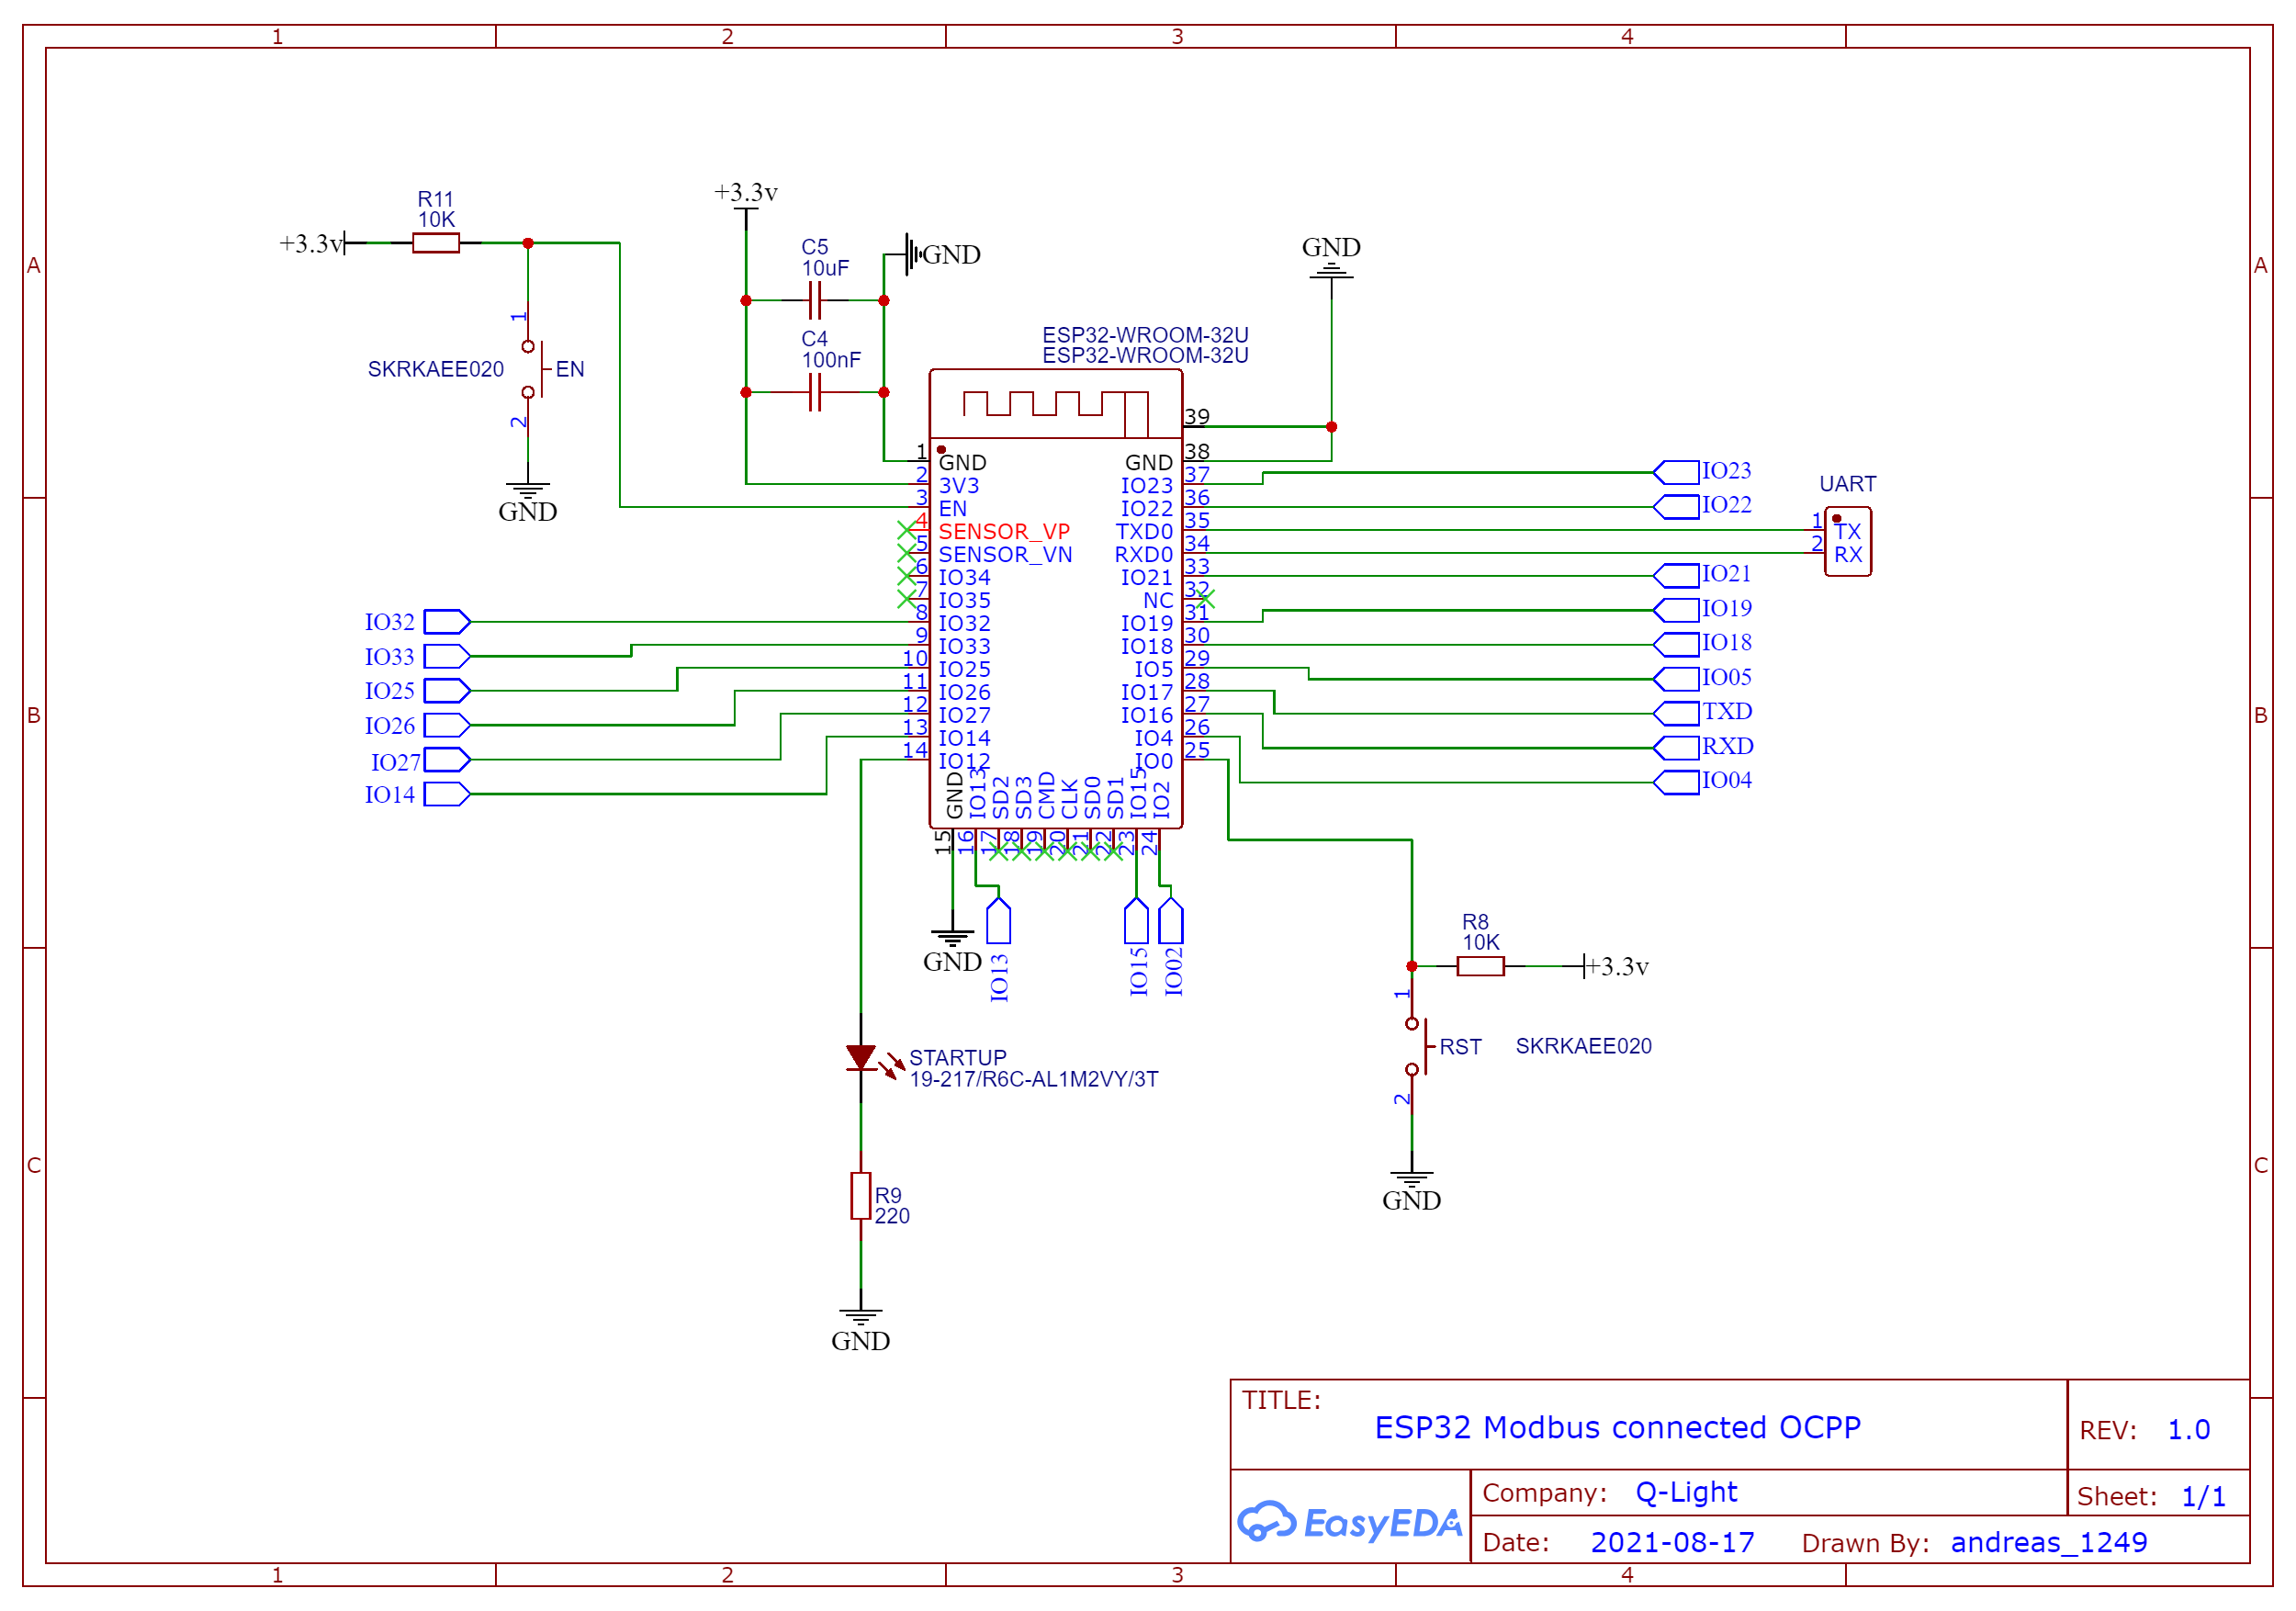 1 2 3 4
A A
B B
C C
1 2 3 4
R11
10K
+3.3v
1
SKRKAEE020
EN
2
GND
+3.3v
C5
10uF
GND
C4
100nF
GND
ESP32-WROOM-32U
ESP32-WROOM-32U
1 GND
2 3V3
3 EN
4 SENSOR_VP
5 SENSOR_VN
6 IO34
7 IO35
8 IO32
9 IO33
10 IO25
11 IO26
12 IO27
13 IO14
14 IO12
15 GND
16 IO13
17 SD2
18 SD3
19 CMD
20 CLK
21 SD0
22 SD1
23 IO15
24 IO2
39
GND 38
IO23 37
IO22 36
TXD0 35
RXD0 34
IO21 33
NC 32
IO19 31
IO18 30
IO5 29
IO17 28
IO16 27
IO4 26
IO0 25
IO32
IO33
IO25
IO26
IO27
IO14
IO23
IO22
UART
1 TX
2 RX
IO21
IO19
IO18
IO05
TXD
RXD
IO04
GND
IO13
IO15
IO02
STARTUP
19-217/R6C-AL1M2VY/3T
R9
220
GND
R8
10K
+3.3v
1
RST
SKRKAEE020
2
GND
TITLE:
ESP32 Modbus connected OCPP
REV: 1.0
EasyEDA
Company: Q-Light
Sheet: 1/1
Date: 2021-08-17
Drawn By: andreas_1249